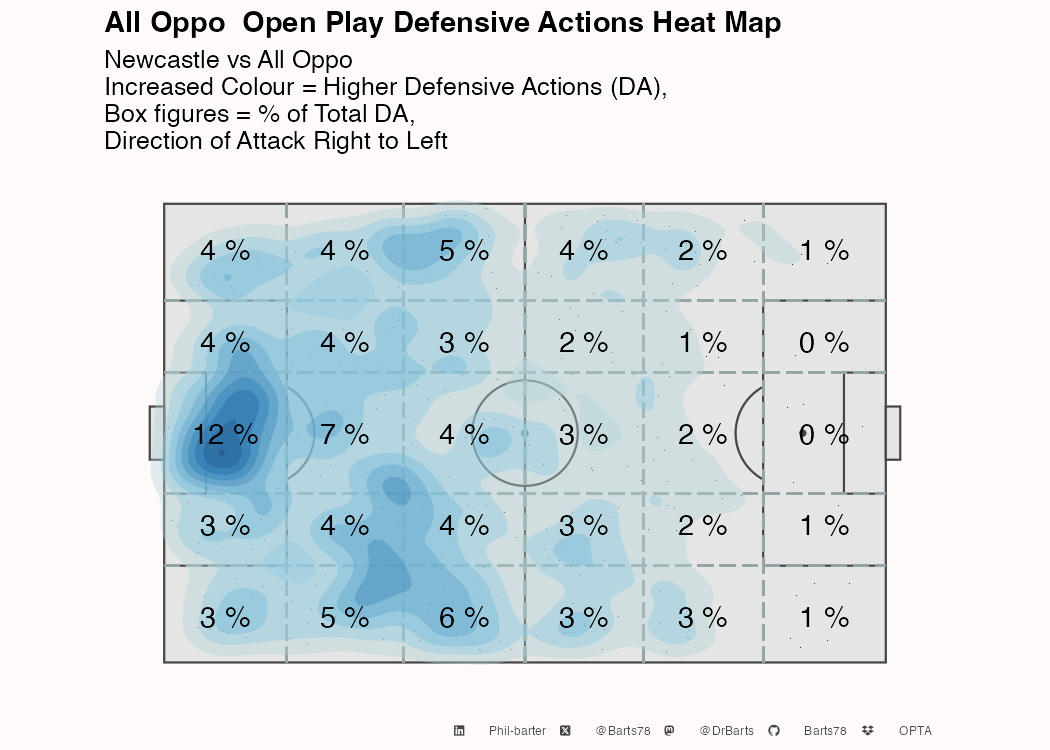 All Oppo  Open Play Defensive Actions Heat Map
Newcastle vs All Oppo
Increased Colour = Higher Defensive Actions (DA),
Box figures = % of Total DA,
Direction of Attack Right to Left
4 % 4 % 5 % 4 % 2 % 1 %
4 % 4 % 3 % 2 % 1 % 0 %
12 % 7 % 4 % 3 % 2 % 0 %
3 % 4 % 4 % 3 % 2 % 1 %
3 % 5 % 6 % 3 % 3 % 1 %
Phil-barter @Barts78 @DrBarts Barts78 OPTA